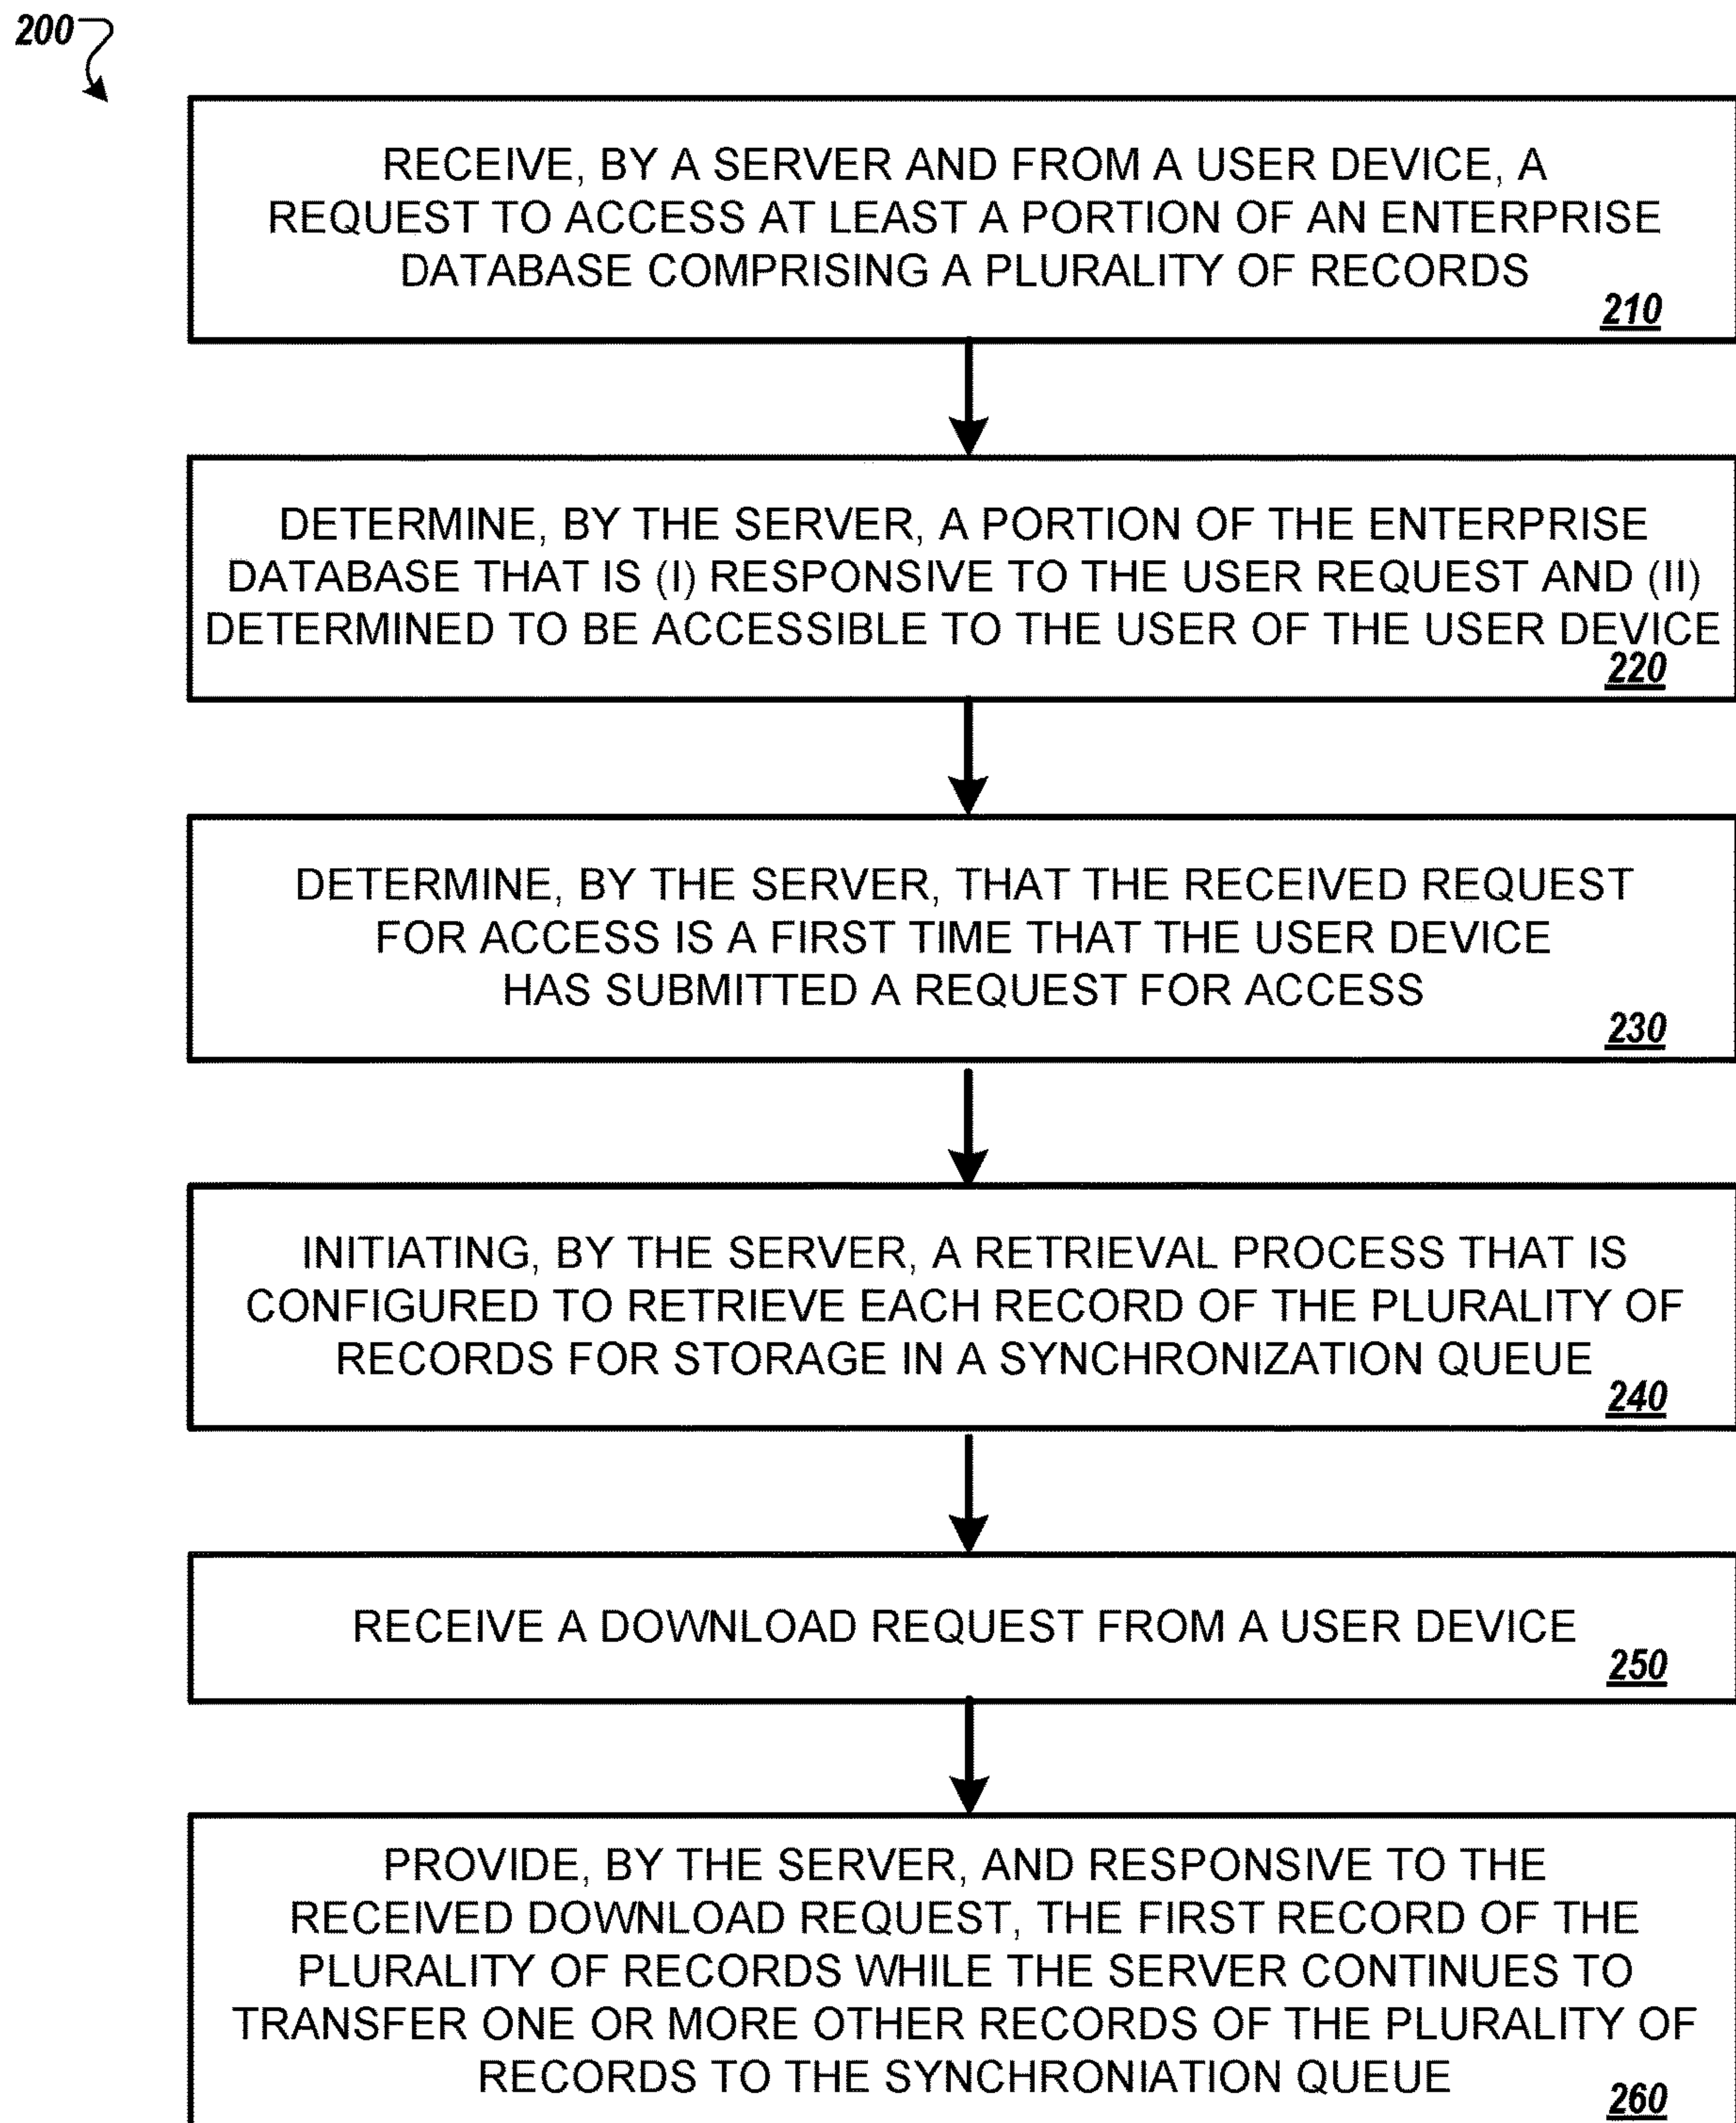 200
RECEIVE, BY A SERVER AND FROM A USER DEVICE, A
REQUEST TO ACCESS AT LEAST A PORTION OF AN ENTERPRISE
DATABASE COMPRISING A PLURALITY OF RECORDS
210
DETERMINE, BY THE SERVER, A PORTION OF THE ENTERPRISE
DATABASE THAT IS (I) RESPONSIVE TO THE USER REQUEST AND (II)
DETERMINED TO BE ACCESSIBLE TO THE USER OF THE USER DEVICE
220
DETERMINE, BY THE SERVER, THAT THE RECEIVED REQUEST
FOR ACCESS IS A FIRST TIME THAT THE USER DEVICE
HAS SUBMITTED A REQUEST FOR ACCESS
230
INITIATING, BY THE SERVER, A RETRIEVAL PROCESS THAT IS
CONFIGURED TO RETRIEVE EACH RECORD OF THE PLURALITY OF
RECORDS FOR STORAGE IN A SYNCHRONIZATION QUEUE
240
RECEIVE A DOWNLOAD REQUEST FROM A USER DEVICE
250
PROVIDE, BY THE SERVER, AND RESPONSIVE TO THE
RECEIVED DOWNLOAD REQUEST, THE FIRST RECORD OF THE
PLURALITY OF RECORDS WHILE THE SERVER CONTINUES TO
TRANSFER ONE OR MORE OTHER RECORDS OF THE PLURALITY OF
RECORDS TO THE SYNCHRONIATION QUEUE
260